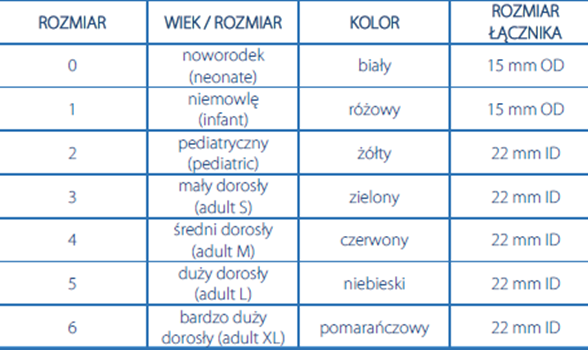 ROZMIAR WIEK / ROZMIAR KOLOR ROZMIAR ŁĄCZNIKA
0 noworodek (neonate) biały 15 mm OD
1 niemowlę (infant) różowy 15 mm OD
2 pediatryczny (pediatric) żółty 22 mm ID
3 mały dorosły (adult S) zielony 22 mm ID
4 średni dorosły (adult M) czerwony 22 mm ID
5 duży dorosły (adult L) niebieski 22 mm ID
6 bardzo duży dorosły (adult XL) pomarańczowy 22 mm ID